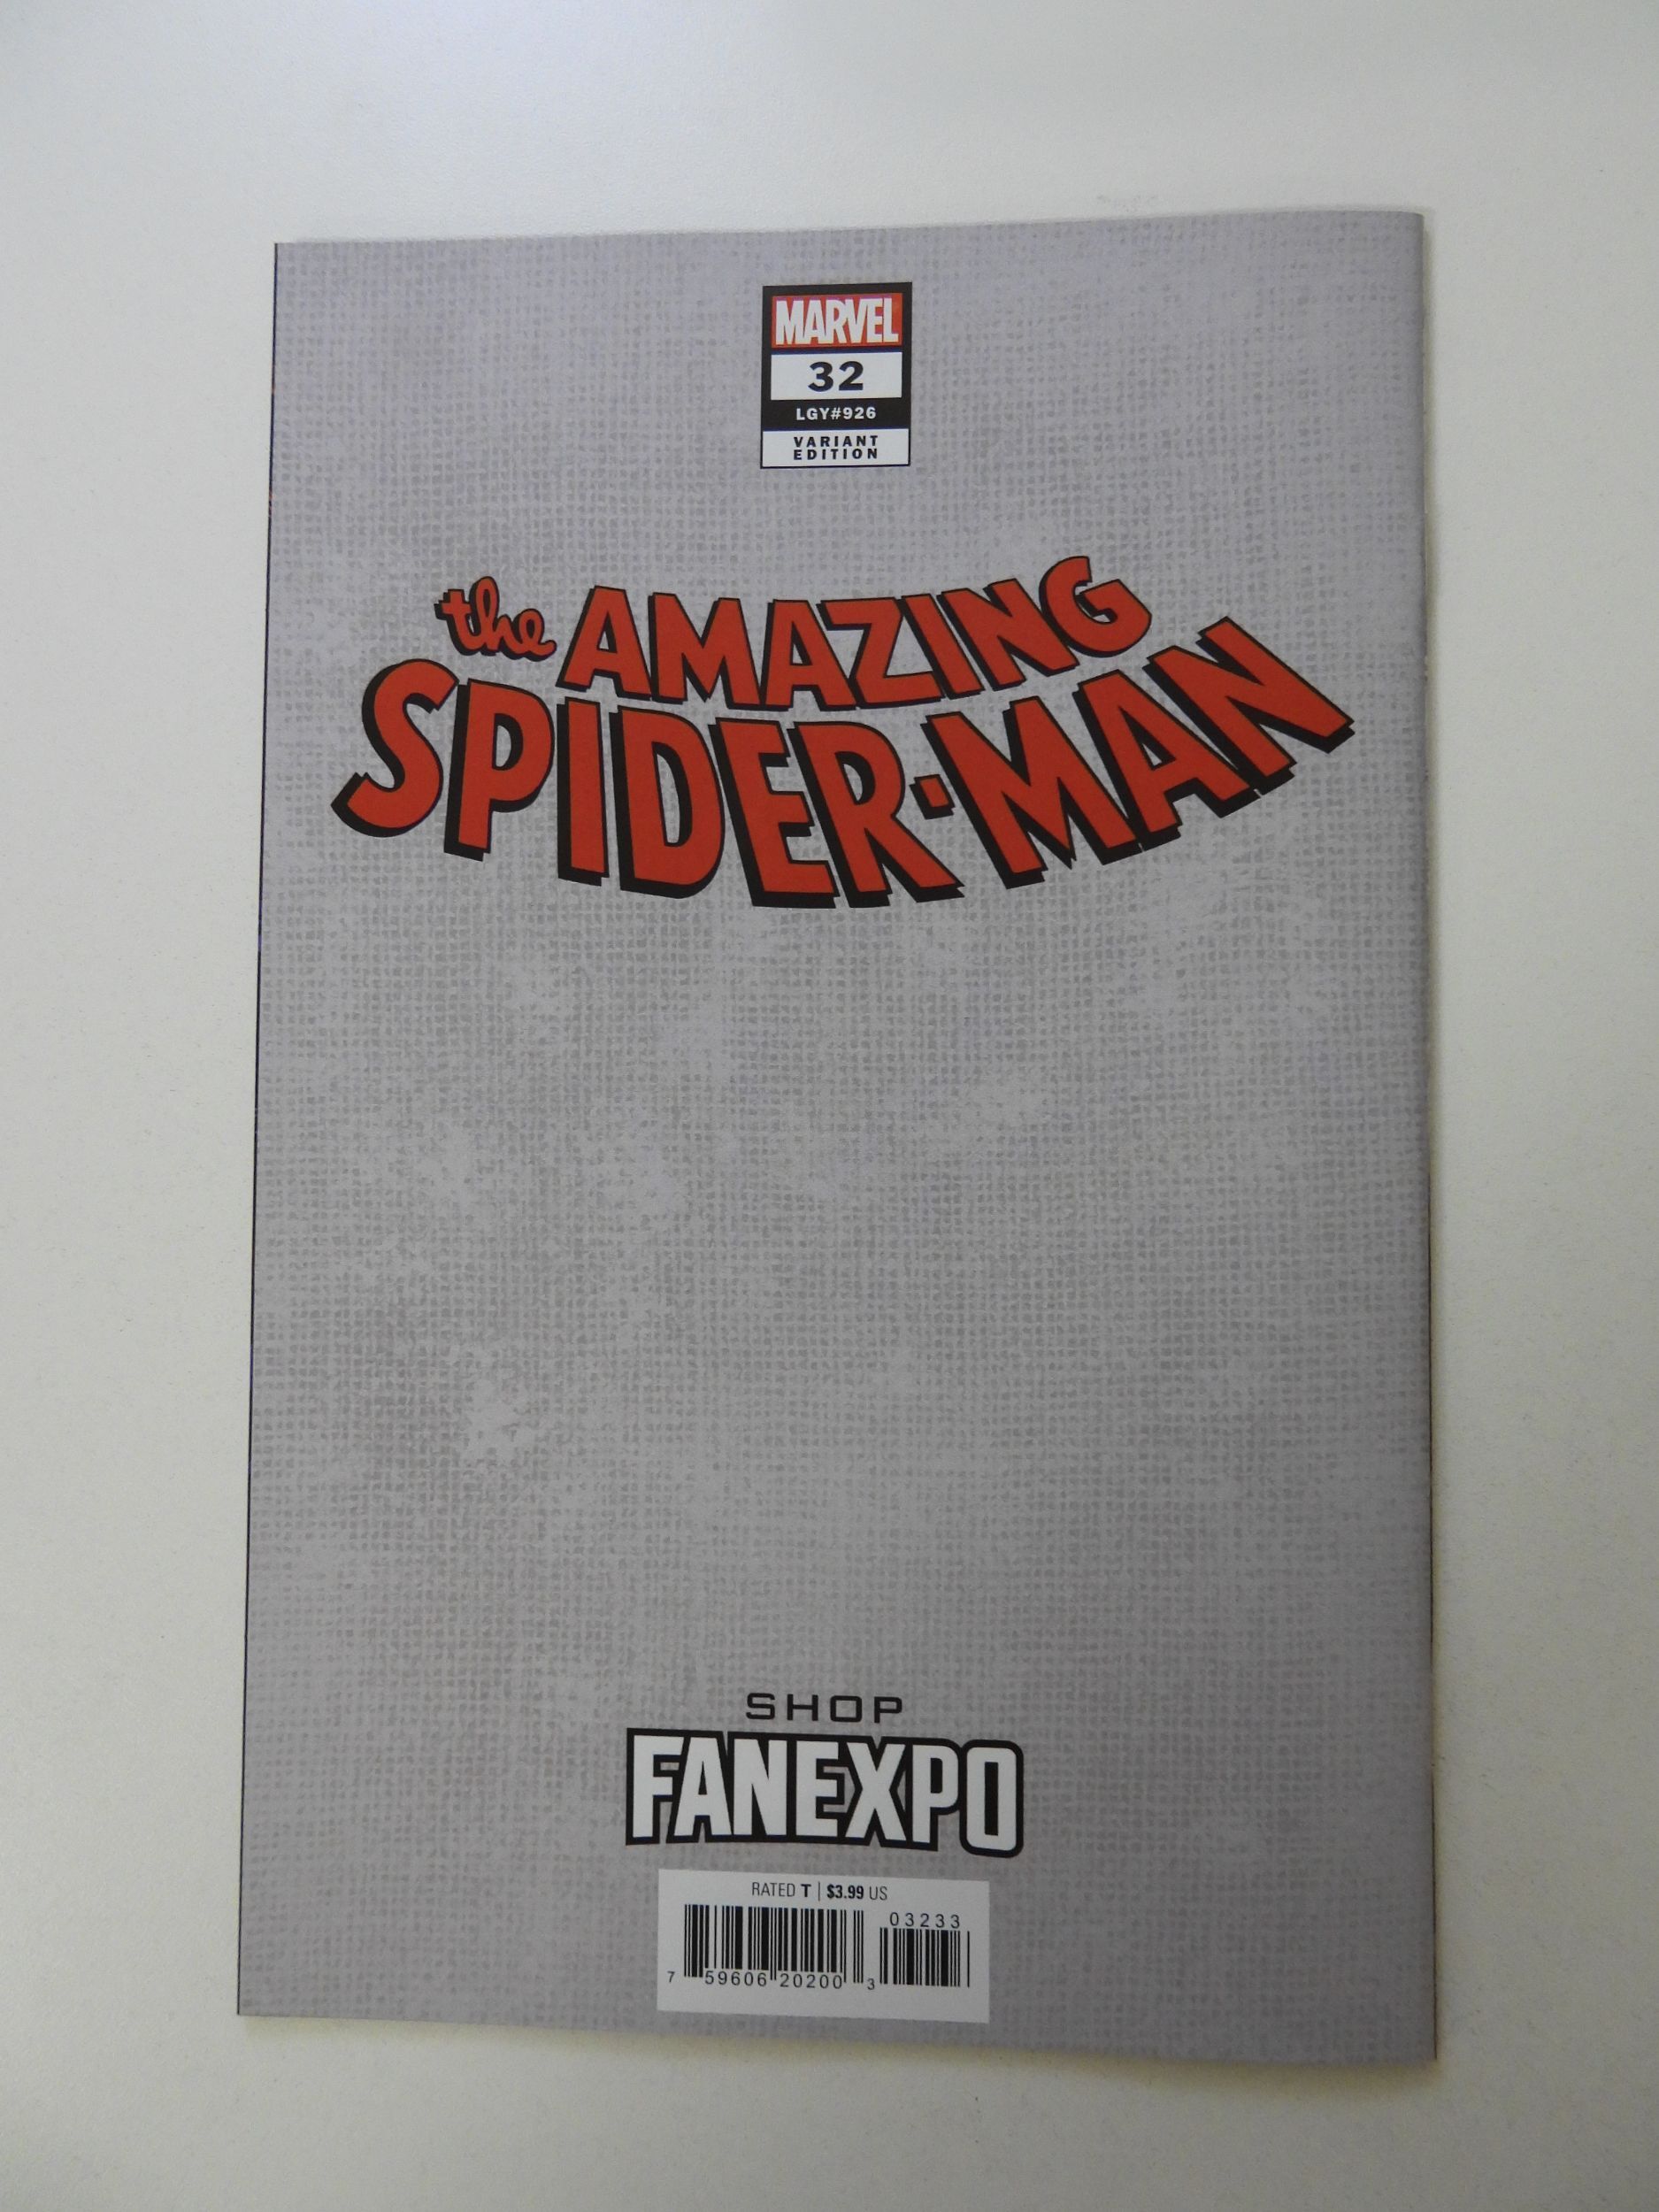 MARVEL
32
LGY#926
VARIANT
EDITION
the AMAZING
SPIDER-MAN
SHOP
FANEXPO
RATED T | $3.99 US
03233
7 59606 20200 3